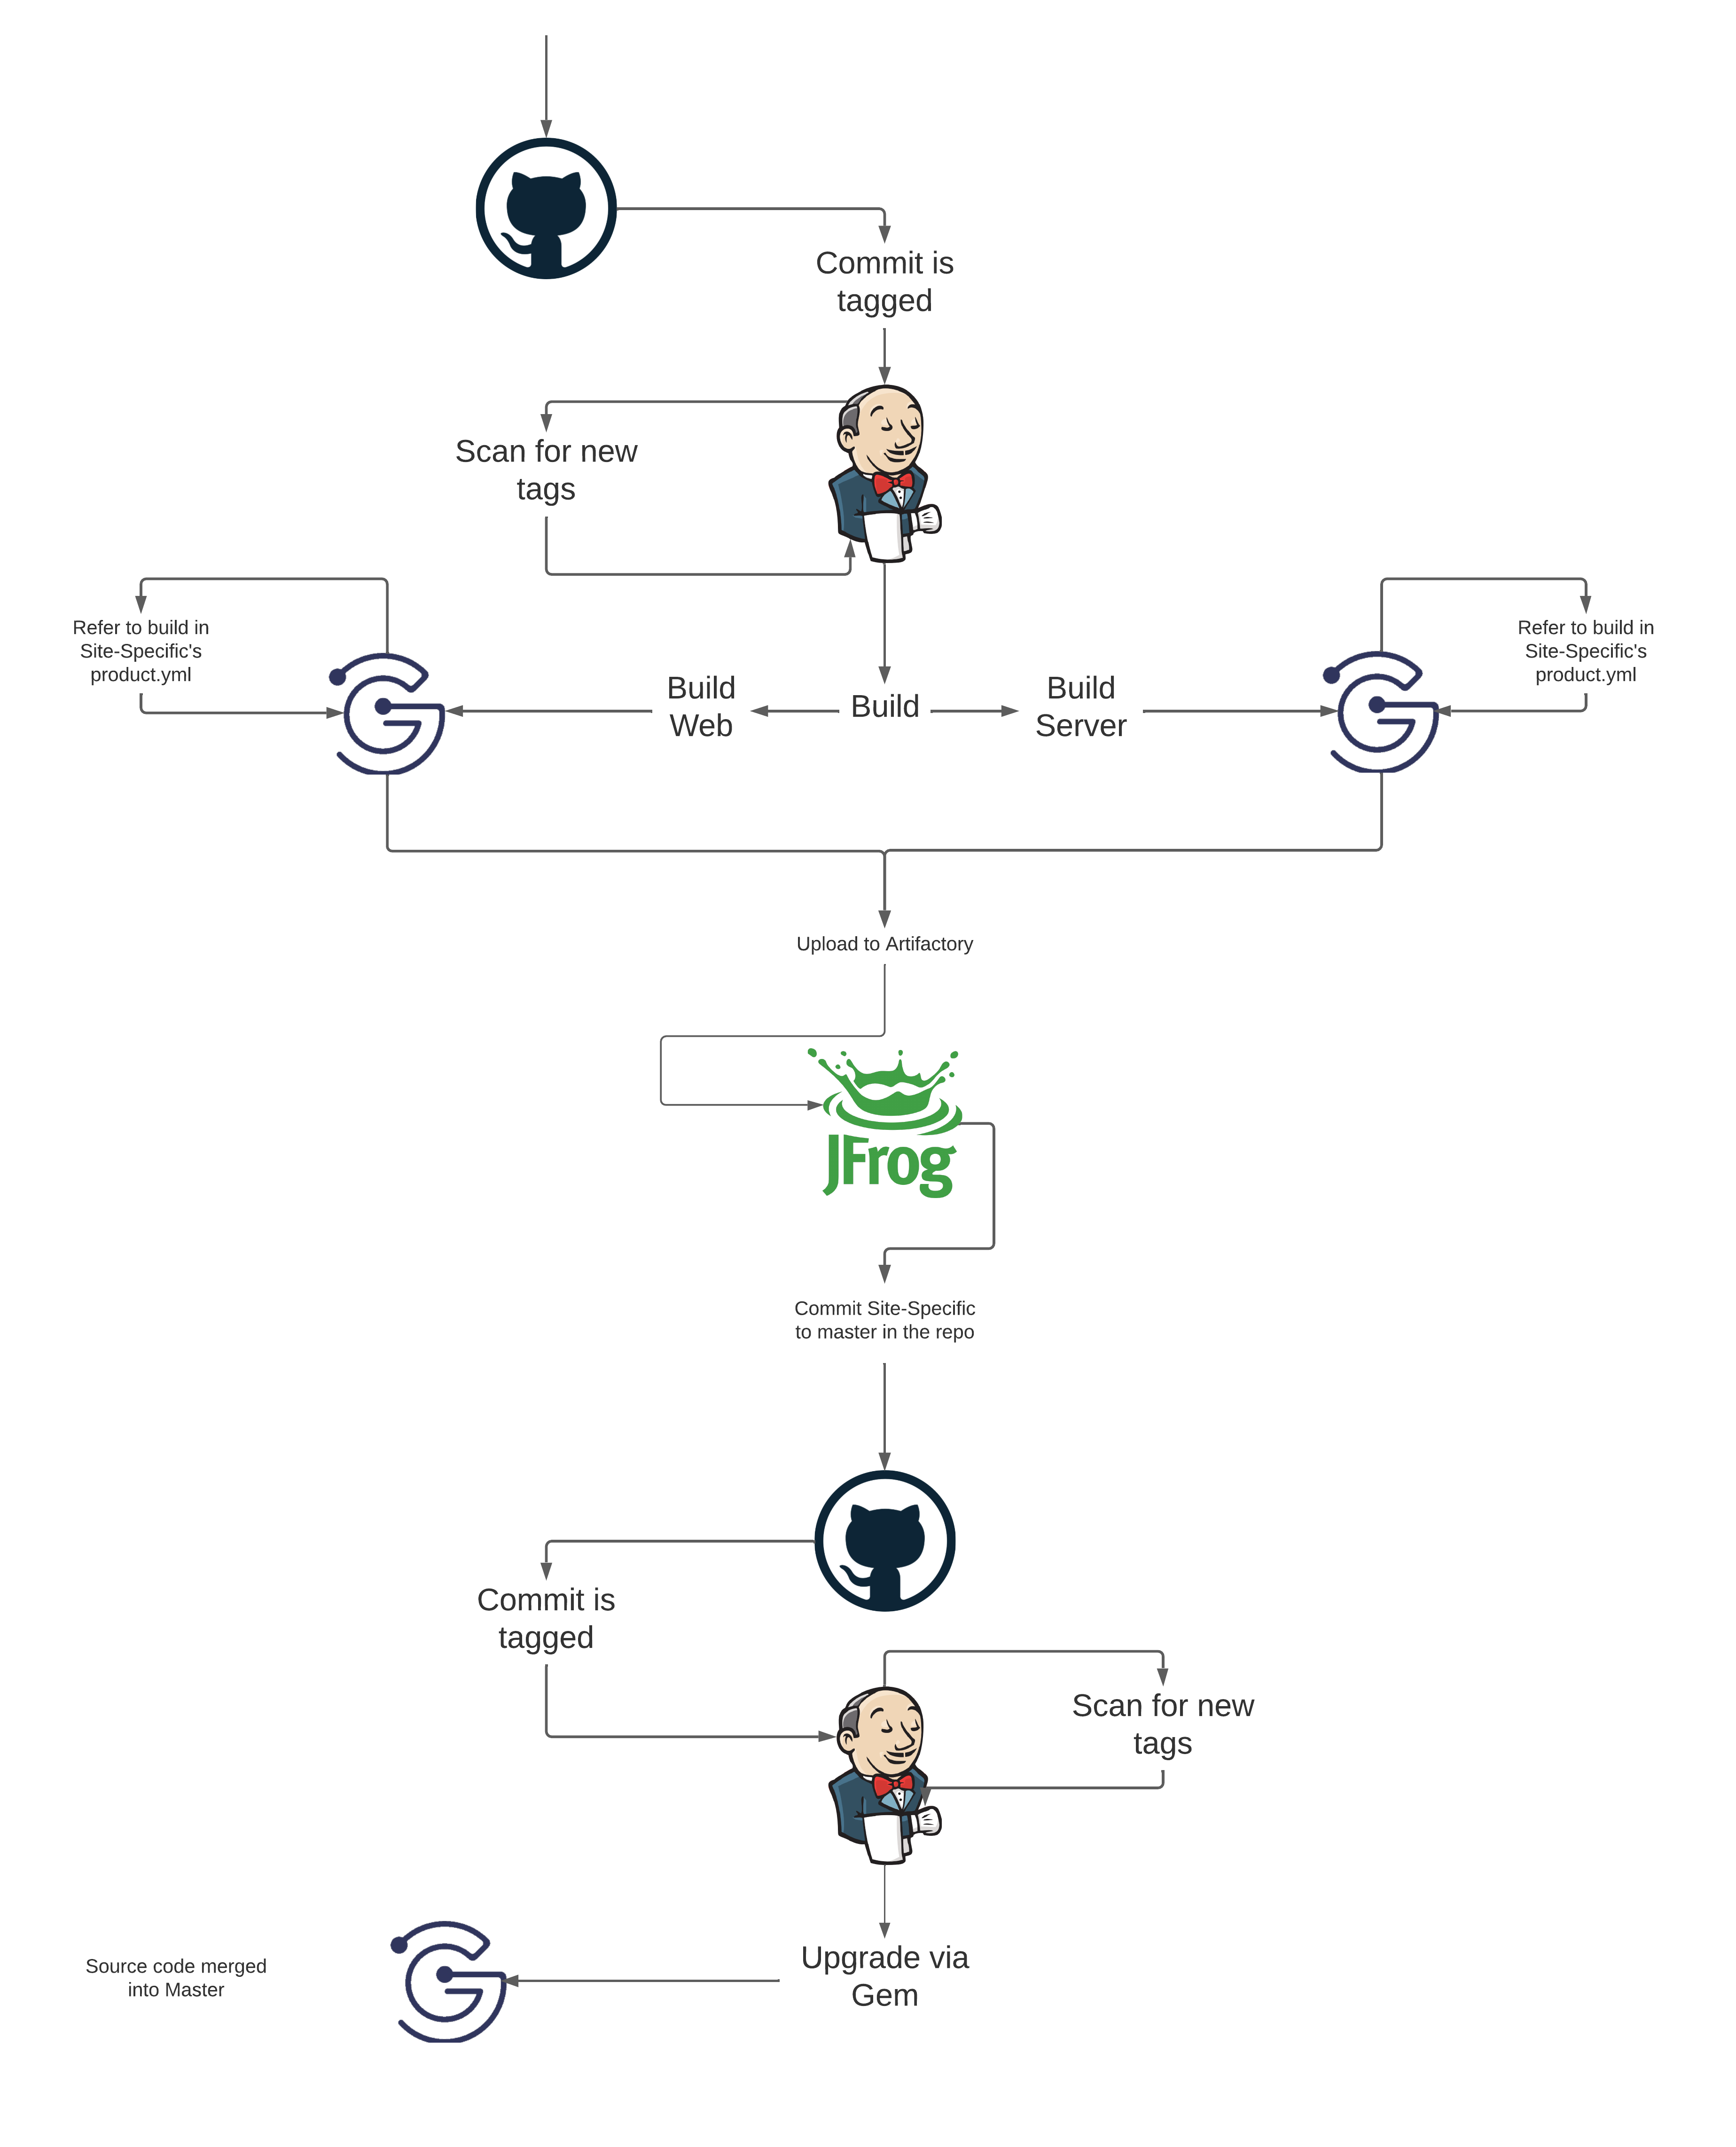 Commit is
tagged
Scan for new
tags
Refer to build in
Site-Specific's
product.yml
Build
Web
Build
Build
Server
Refer to build in
Site-Specific's
product.yml
Upload to Artifactory
JFrog
Commit Site-Specific
to master in the repo
Commit is
tagged
Scan for new
tags
Upgrade via
Gem
Source code merged
into Master